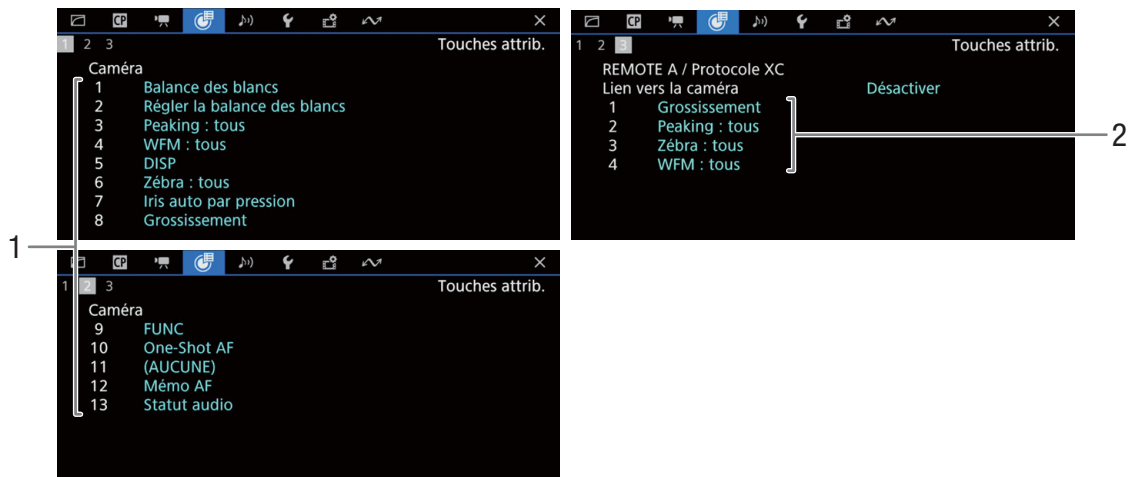 CP
1 2 3 Touches attrib.
Caméra
1 Balance des blancs
2 Régler la balance des blancs
3 Peaking : tous
4 WFM : tous
5 DISP
6 Zébra : tous
7 Iris auto par pression
8 Grossissement
1
CP
1 2 3 Touches attrib.
Caméra
9 FUNC
10 One-Shot AF
11 (AUCUNE)
12 Mémo AF
13 Statut audio
CP
1 2 3 Touches attrib.
REMOTE A / Protocole XC
Lien vers la caméra Désactiver
1 Grossissement
2 Peaking : tous
3 Zébra : tous
4 WFM : tous
2